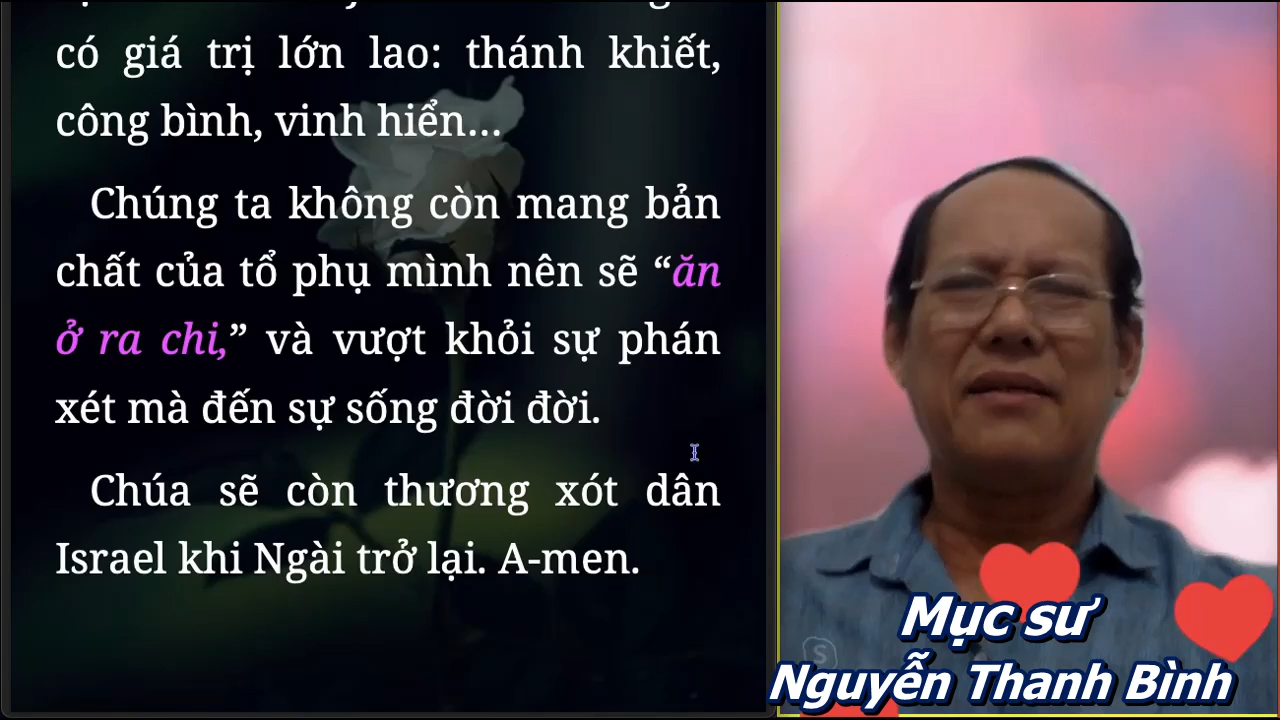 có giá trị lớn lao: thánh khiết,
công bình, vinh hiển...
Chúng ta không còn mang bản
chất của tổ phụ mình nên sẽ “ăn
ở ra chi,” và vượt khỏi sự phán
xét mà đến sự sống đời đời.
Chúa sẽ còn thương xót dân
Israel khi Ngài trở lại. A-men.
Mục sư
Nguyễn Thanh Bình